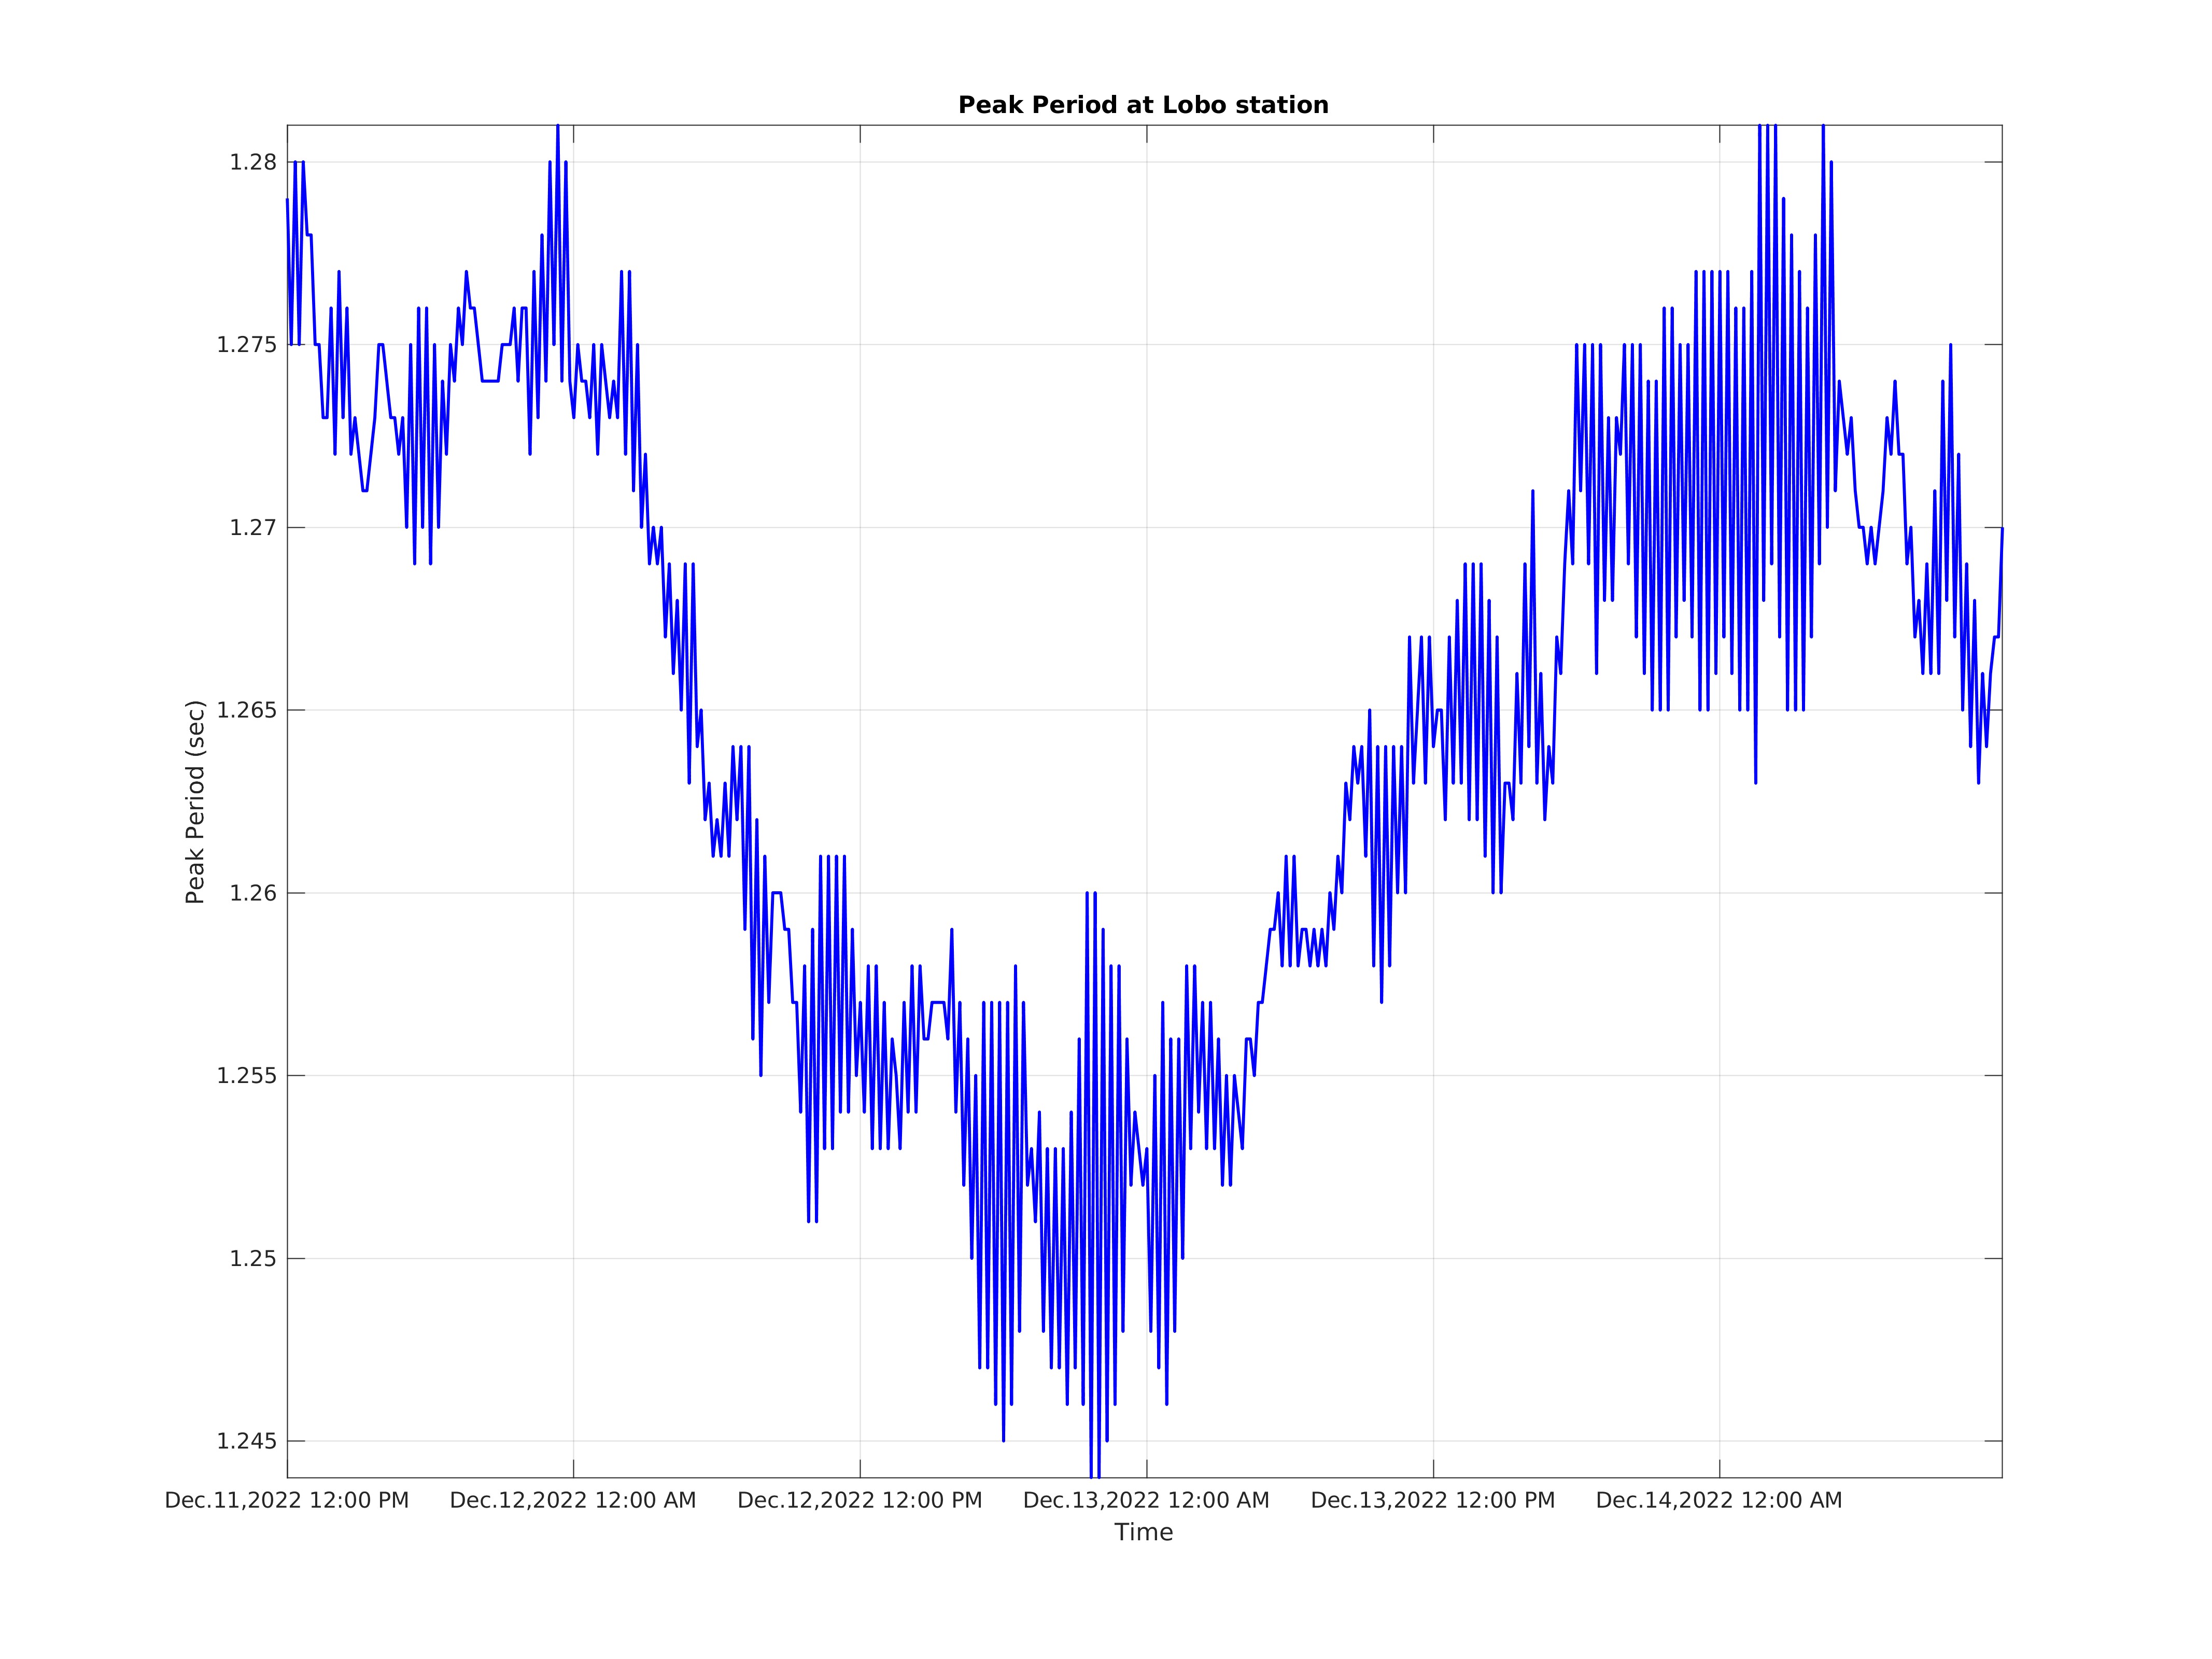 Peak Period at Lobo station
1.28
1.275
1.27
1.265
1.26
1.255
1.25
1.245
Peak Period (sec)
Dec.11,2022 12:00 PM
Dec.12,2022 12:00 AM
Dec.12,2022 12:00 PM
Dec.13,2022 12:00 AM
Dec.13,2022 12:00 PM
Dec.14,2022 12:00 AM
Time